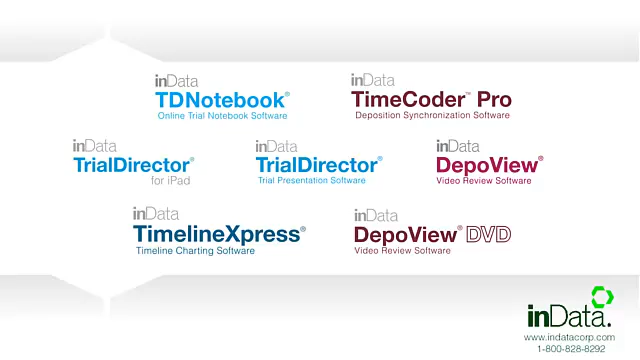 inData
TDNotebook®
Online Trial Notebook Software
inData
TimeCoder™ Pro
Deposition Synchronization Software
inData
TrialDirector®
for iPad
inData
TrialDirector®
Trial Presentation Software
inData
DepoView®
Video Review Software
inData
TimelineXpress®
Timeline Charting Software
inData
DepoView® DVD
Video Review Software
inData.
www.indatacorp.com
1-800-828-8292